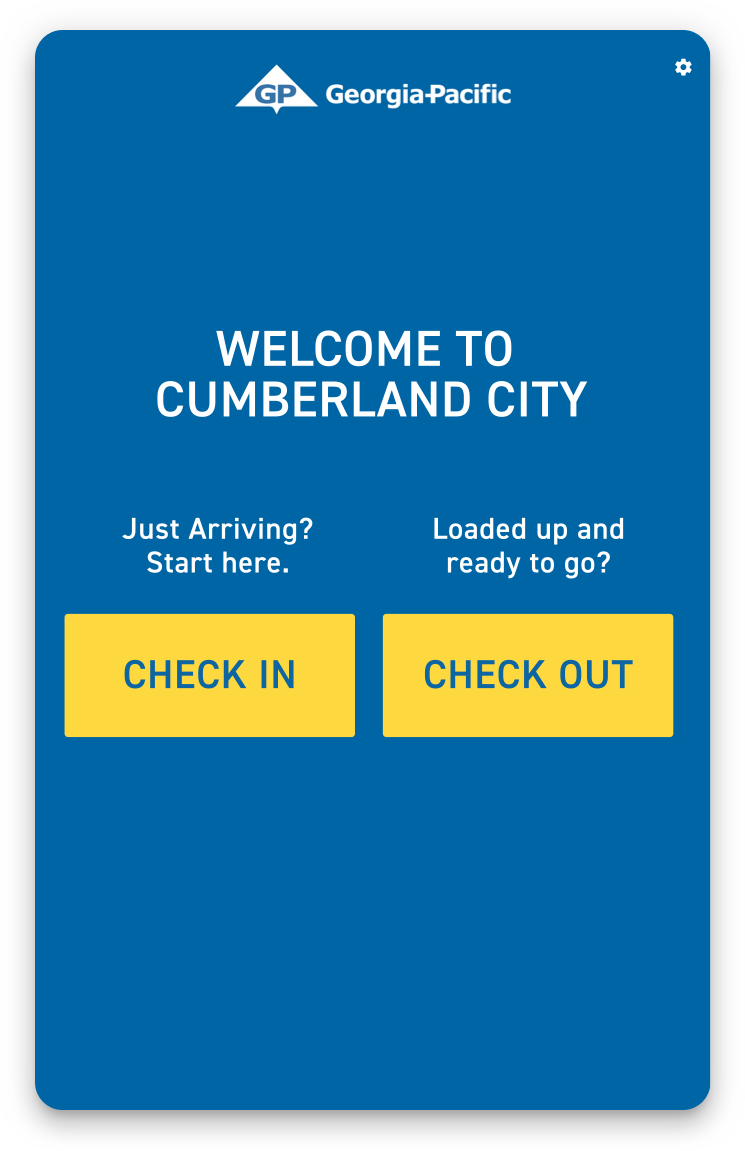 GP Georgia-Pacific
WELCOME TO
CUMBERLAND CITY
Just Arriving?
Start here.
Loaded up and
ready to go?
CHECK IN
CHECK OUT